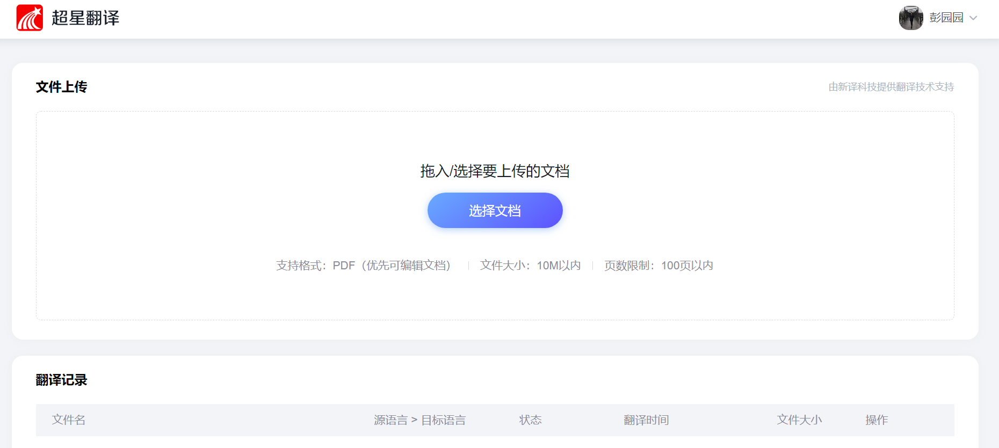 超星翻译
彭园园
文件上传
由新译科技提供翻译技术支持
拖入/选择要上传的文档
选择文档
支持格式：PDF（优先可编辑文档） 文件大小：10M以内 页数限制：100页以内
翻译记录
文件名 源语言 > 目标语言 状态 翻译时间 文件大小 操作